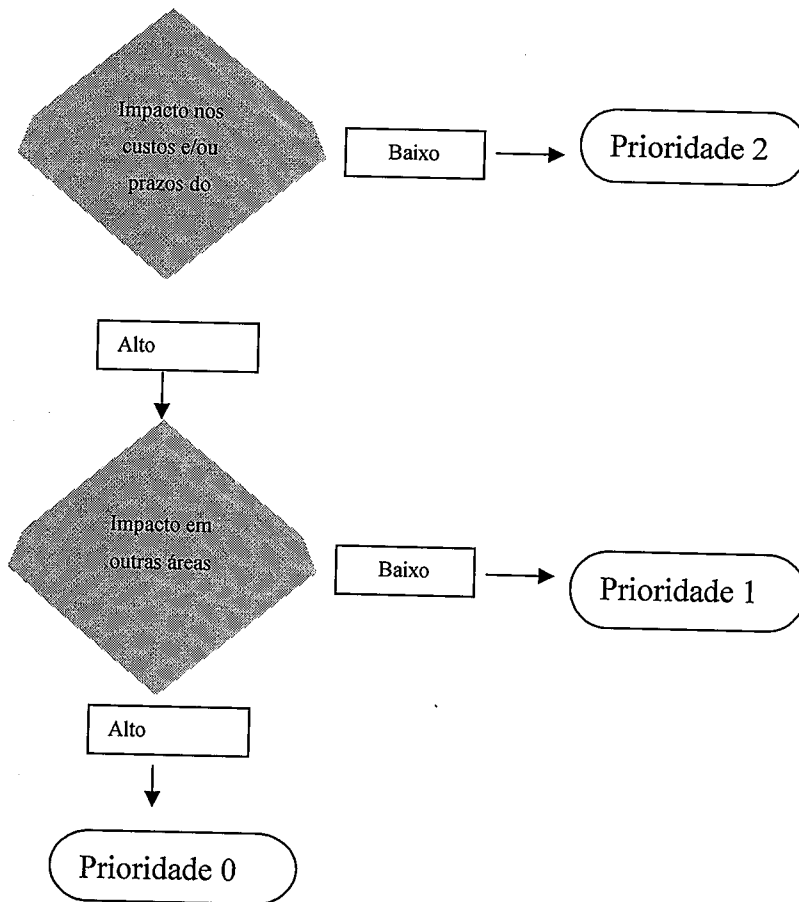 Impacto nos
custos e/ou
prazos do
Baixo
Prioridade 2
Alto
Impacto em
outras áreas
Baixo
Prioridade 1
Alto
Prioridade 0